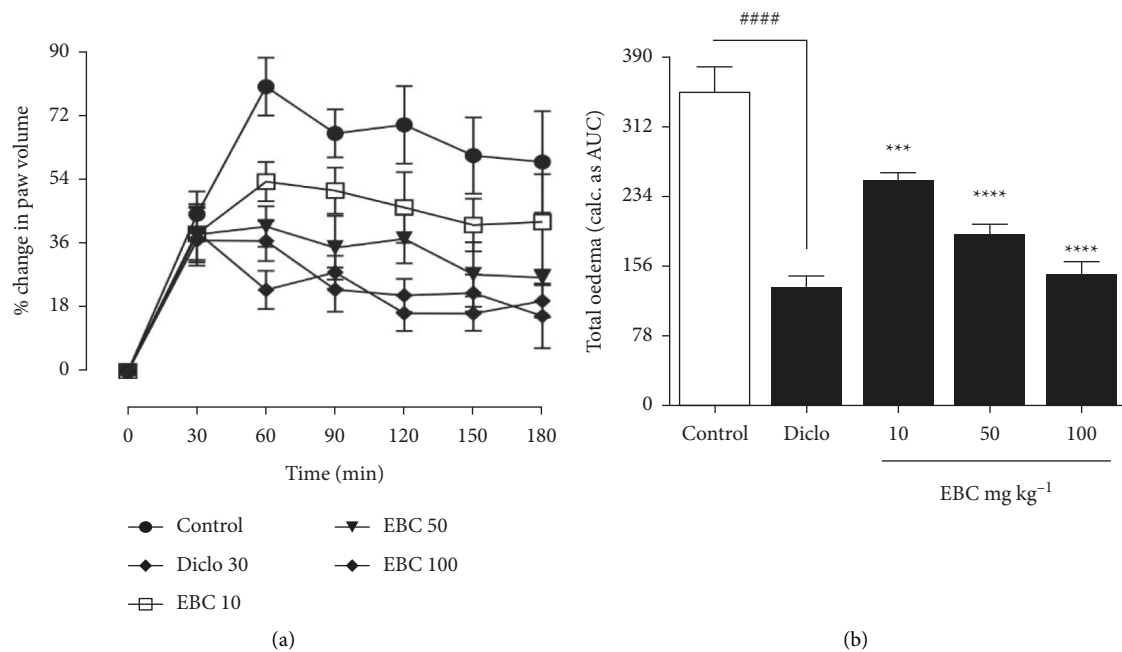 % change in paw volume
90
72
54
36
18
0
0 30 60 90 120 150 180
Time (min)
Control
Diclo 30
EBC 10
EBC 50
EBC 100
(a)
Total oedema (calc. as AUC)
390
312
234
156
78
0
####
***
****
****
Control Diclo 10 50 100
EBC mg kg⁻¹
(b)